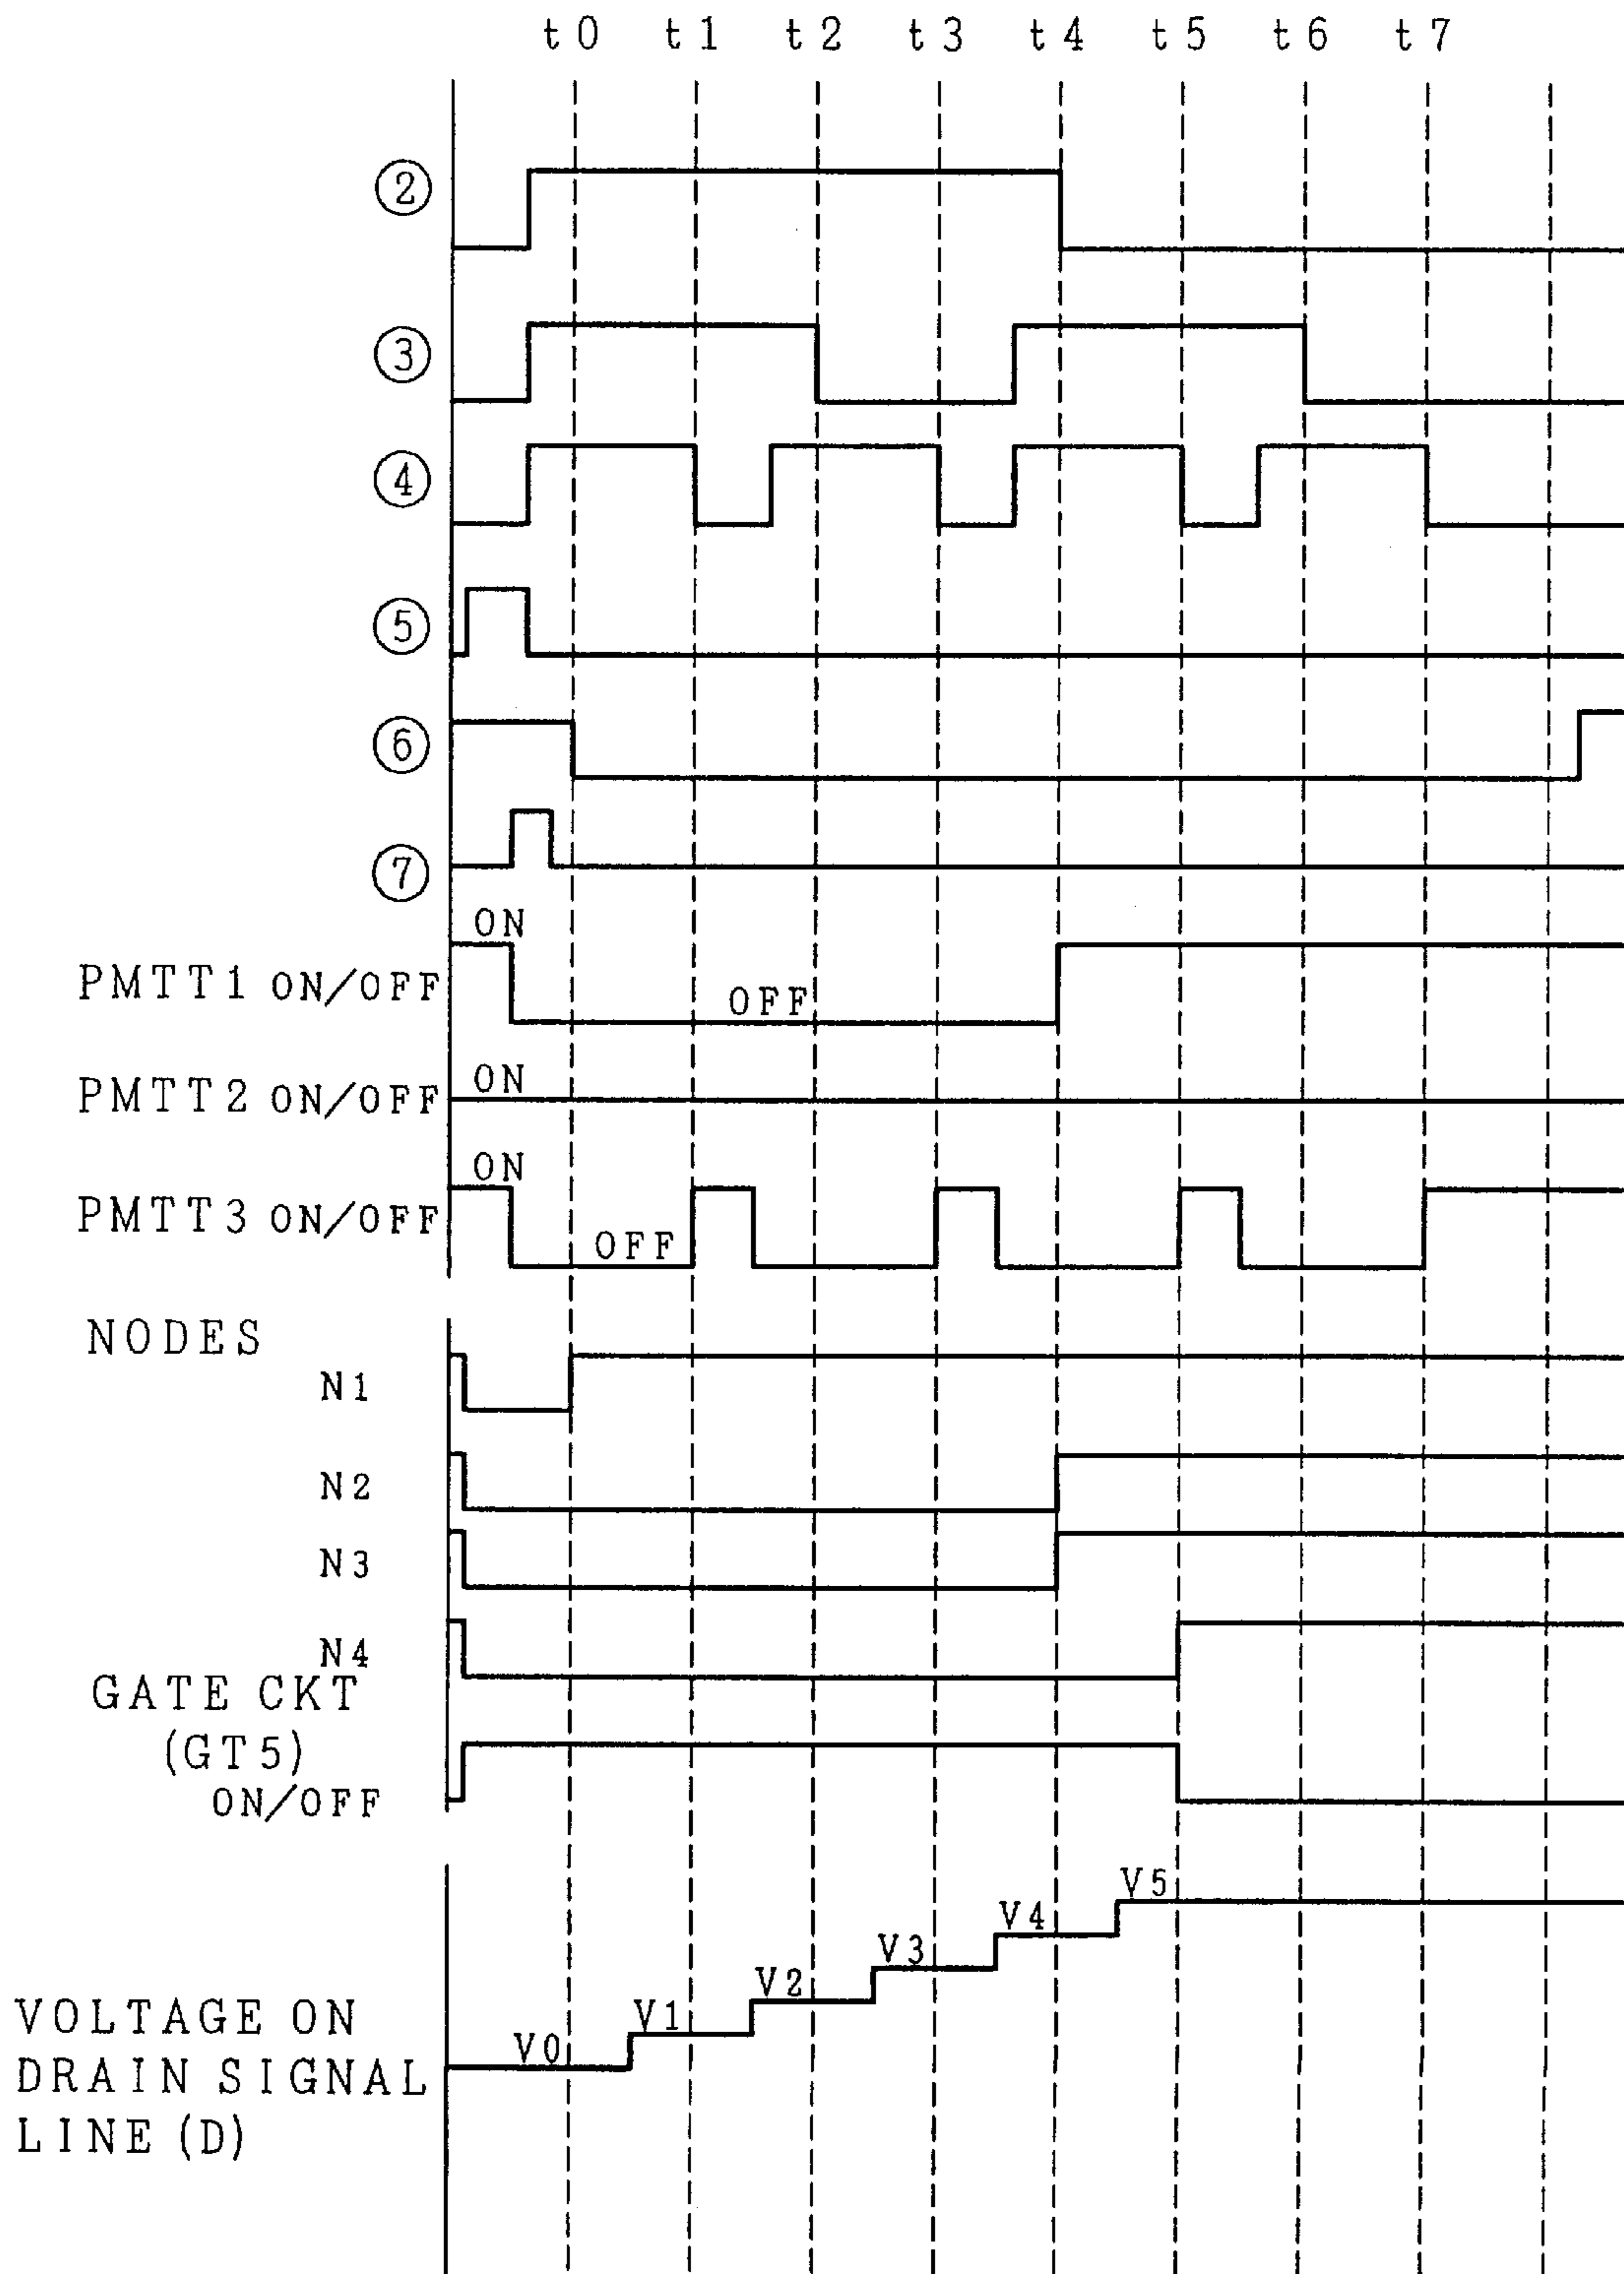 t0 t1 t2 t3 t4 t5 t6 t7
②
③
④
⑤
⑥
⑦
ON
PMTT1 ON/OFF
OFF
ON
PMTT2 ON/OFF
ON
PMTT3 ON/OFF
OFF
NODES
N1
N2
N3
N4
GATE CKT
(GT5)
ON/OFF
V5
V4
V3
V2
V1
V0
VOLTAGE ON
DRAIN SIGNAL
LINE (D)